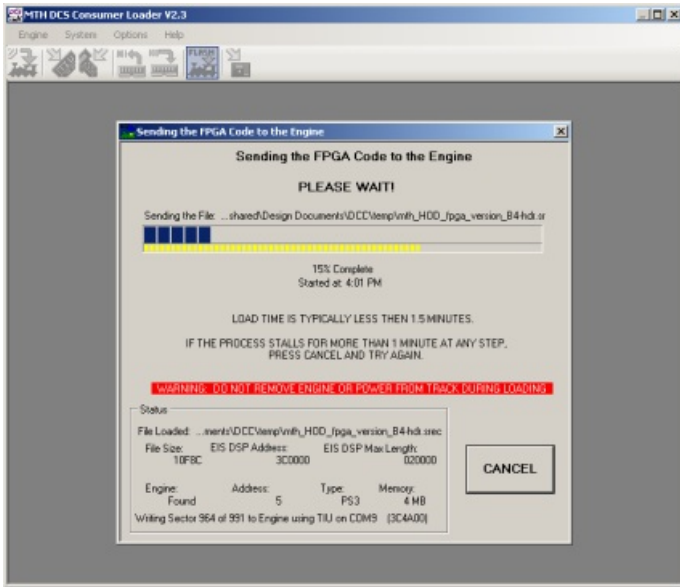 MTH DCS Consumer Loader V2.3
Engine System Options Help
FLASH
Sending the FPGA Code to the Engine
Sending the FPGA Code to the Engine
PLEASE WAIT!
Sending the File: ...shared\Design Documents\DCC\temp\mth_HOD_fpga_version_B4-hdr.sr
15% Complete
Started at: 4:01 PM
LOAD TIME IS TYPICALLY LESS THEN 1.5 MINUTES.
IF THE PROCESS STALLS FOR MORE THAN 1 MINUTE AT ANY STEP,
PRESS CANCEL AND TRY AGAIN.
WARNING: DO NOT REMOVE ENGINE OR POWER FROM TRACK DURING LOADING
Status
File Loaded: ...ments\DCC\temp\mth_HOD_fpga_version_B4-hdr.srec
File Size: EIS DSP Address: EIS DSP Max Length:
10F8C 3C0000 020000
CANCEL
Engine: Address: Type: Memory:
Found 5 PS3 4 MB
Writing Sector 964 of 991 to Engine using TIU on COM9 (3C4A00)